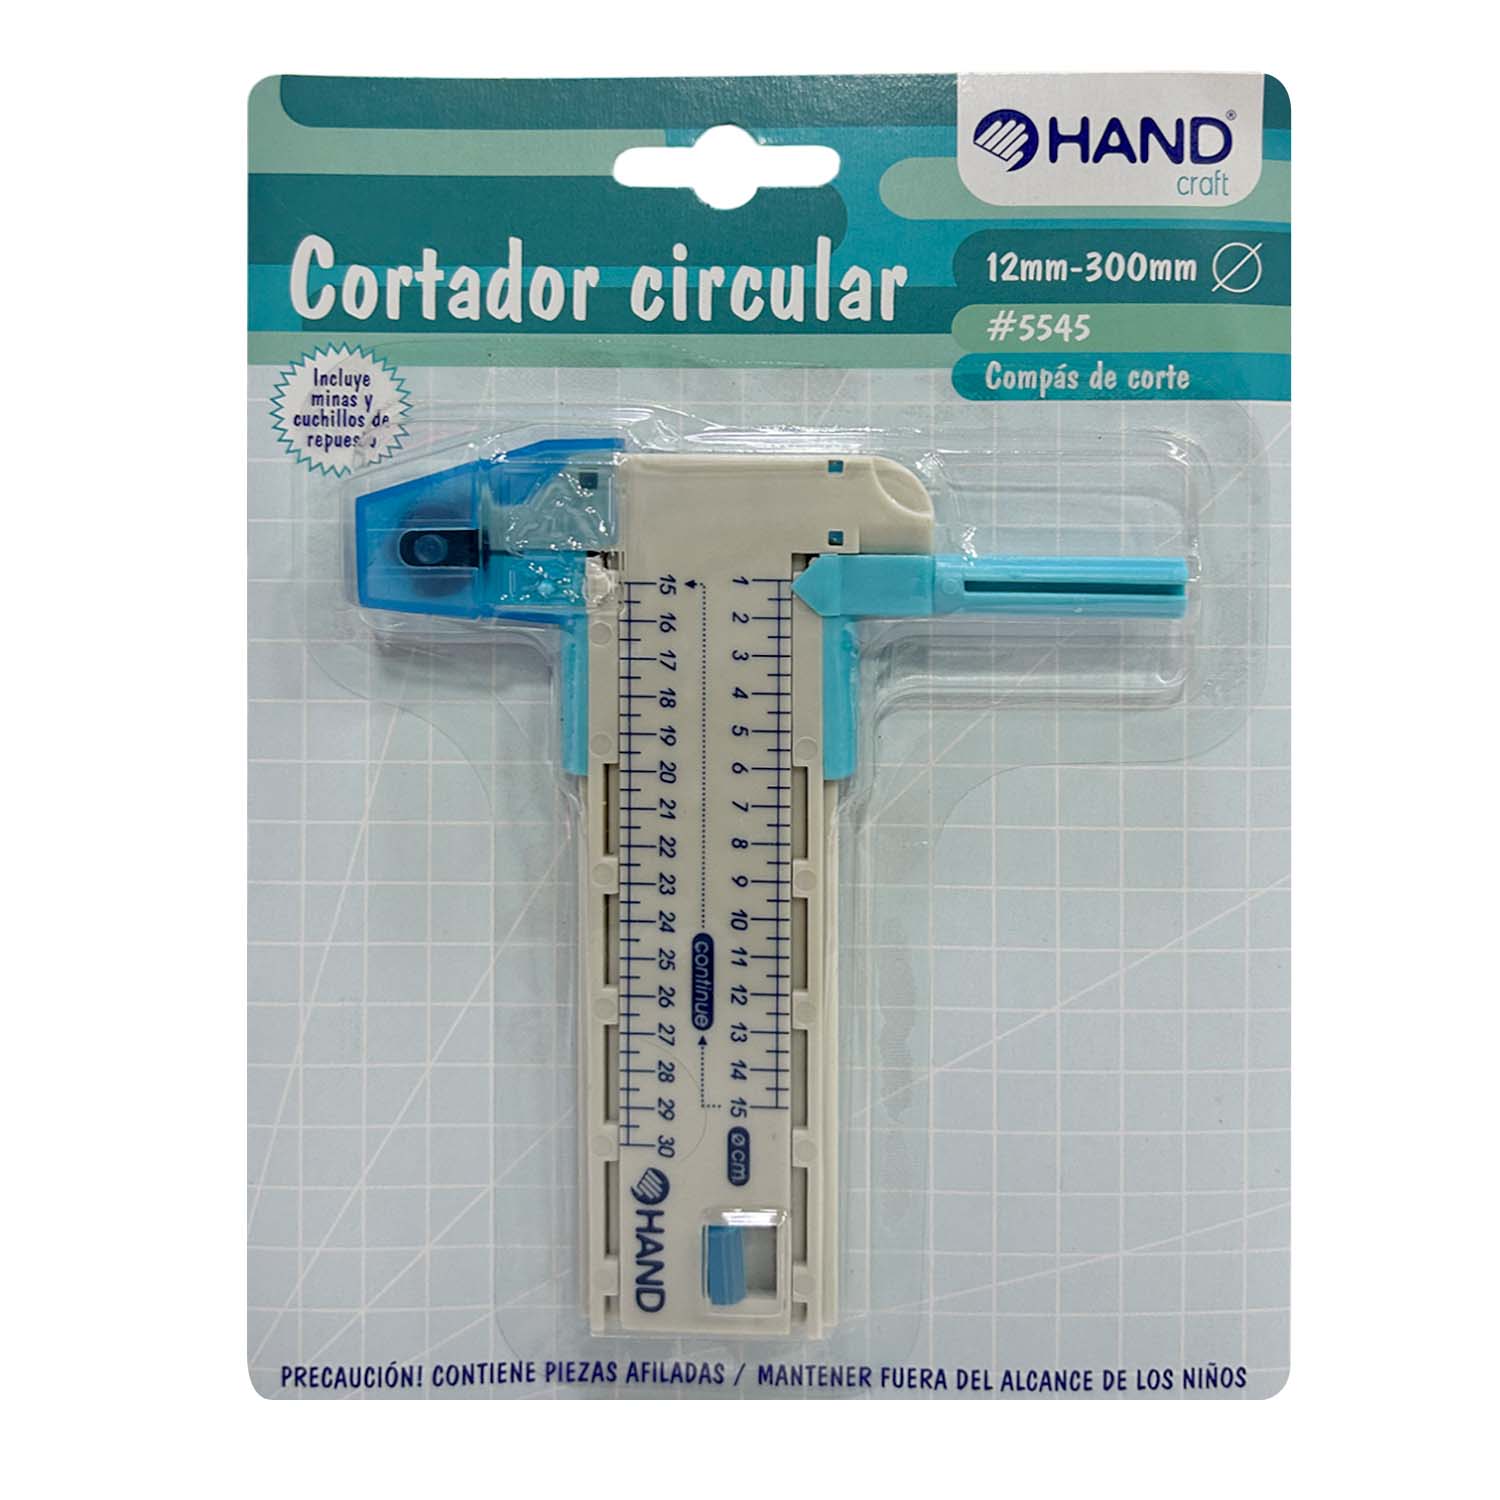 HAND®
craft
Cortador circular
12mm-300mm
#5545
Compás de corte
Incluye
minas y
cuchillos de
repuesto
1 2 3 4 5 6 7 8 9 10 11 12 13 14 15 ø cm
continue
15 16 17 18 19 20 21 22 23 24 25 26 27 28 29 30
HAND
PRECAUCIÓN! CONTIENE PIEZAS AFILADAS / MANTENER FUERA DEL ALCANCE DE LOS NIÑOS